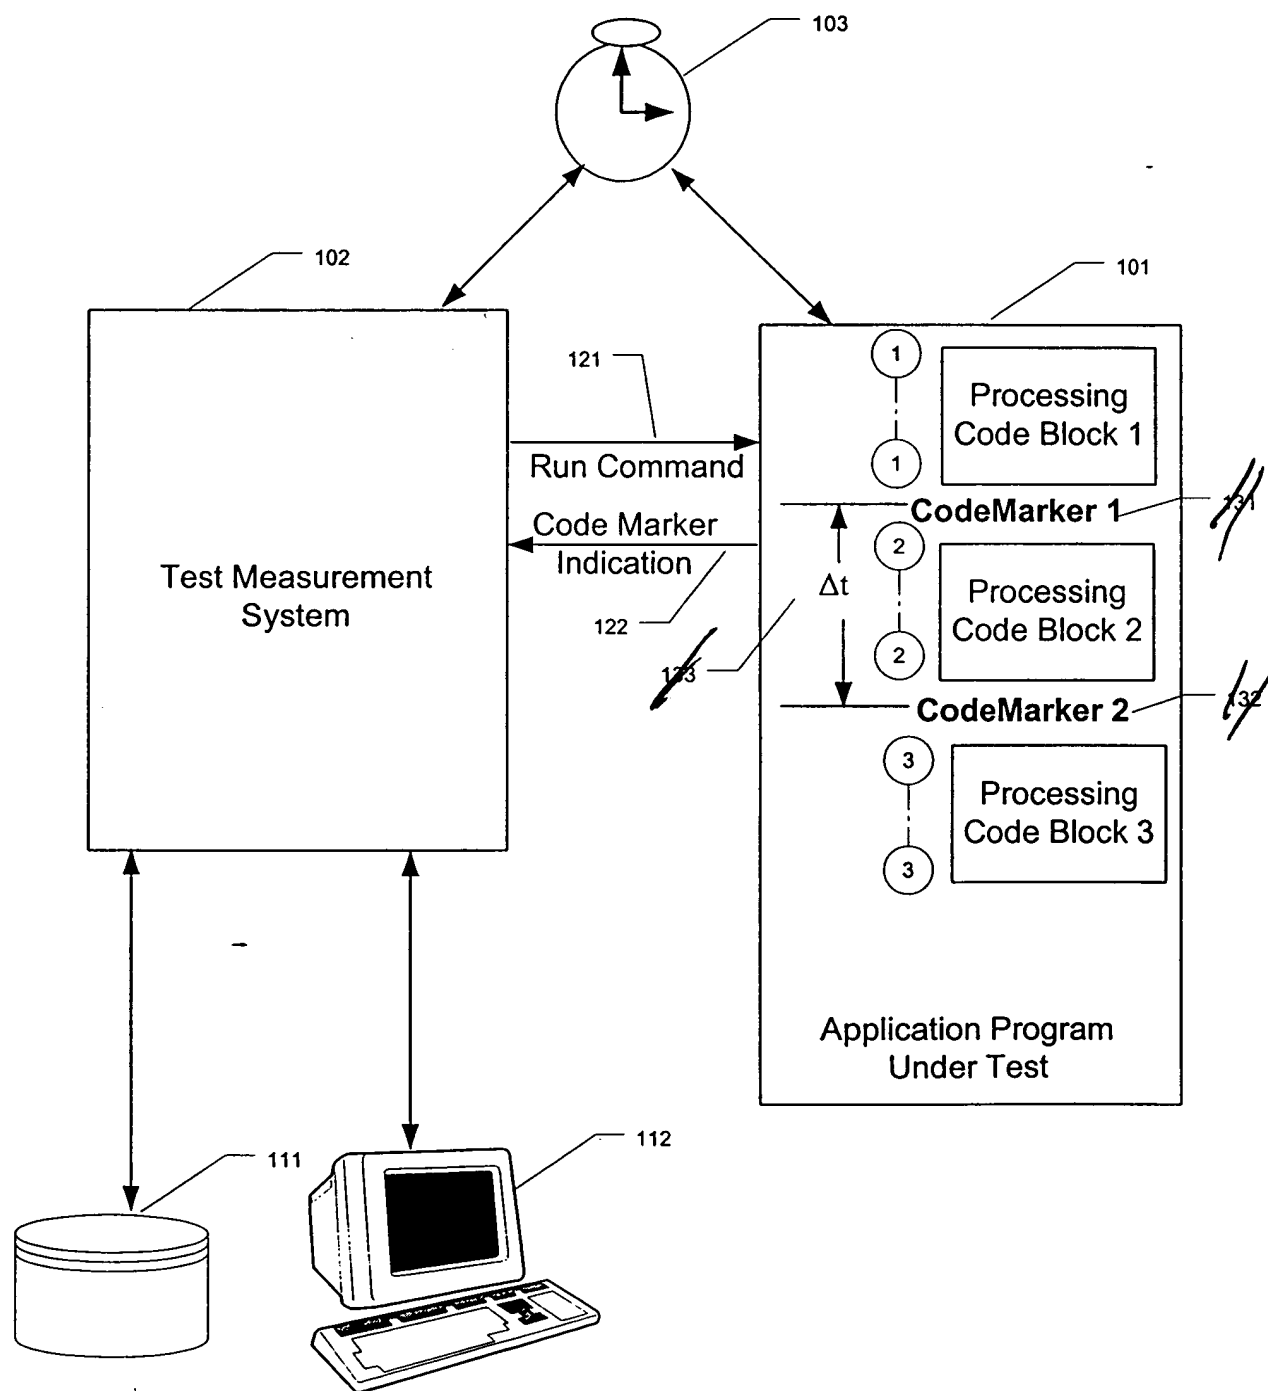 103
102
101
121
1
Processing
Code Block 1
1
Run Command
CodeMarker 1
131
Code Marker
Indication
2
Processing
Code Block 2
Δt
Test Measurement
System
122
2
133
CodeMarker 2
132
3
Processing
Code Block 3
3
Application Program
Under Test
112
111